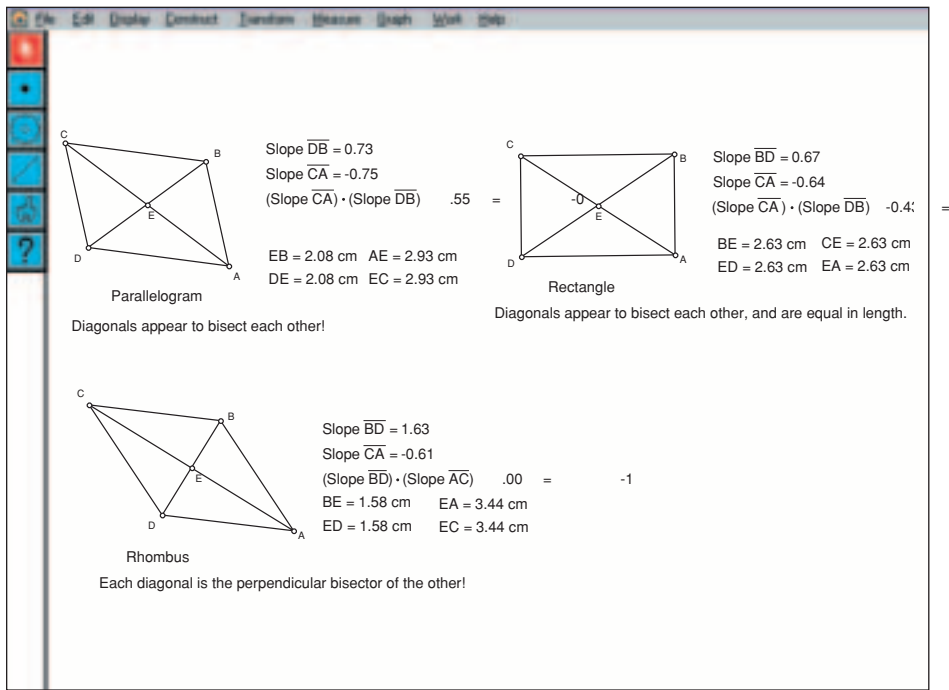 File Edit Display Construct Transform Measure Graph Work Help
C
B
E
D
A
Slope DB = 0.73
Slope CA = -0.75
(Slope CA) • (Slope DB) .55 = -0
EB = 2.08 cm AE = 2.93 cm
DE = 2.08 cm EC = 2.93 cm
Parallelogram
Diagonals appear to bisect each other!
C
B
E
D
A
Slope BD = 0.67
Slope CA = -0.64
(Slope CA) • (Slope DB) =
BE = 2.63 cm CE = 2.63 cm
ED = 2.63 cm EA = 2.63 cm
Rectangle
Diagonals appear to bisect each other, and are equal in length.
C
B
E
D
A
Slope BD = 1.63
Slope CA = -0.61
(Slope BD) • (Slope AC) .00 = -1
BE = 1.58 cm EA = 3.44 cm
ED = 1.58 cm EC = 3.44 cm
Rhombus
Each diagonal is the perpendicular bisector of the other!